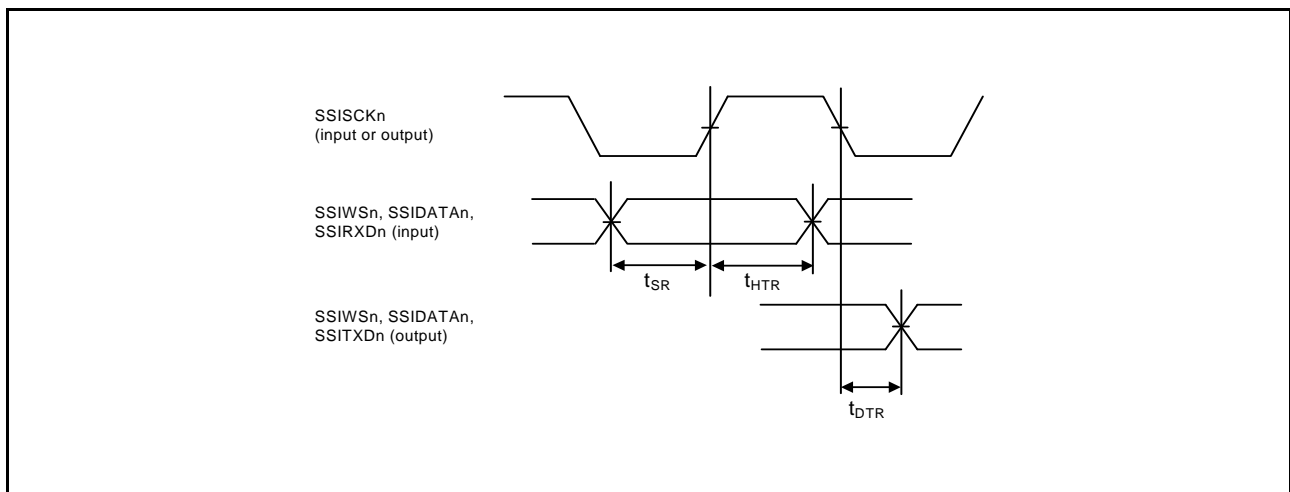 SSISCKn
(input or output)
SSIWSn, SSIDATAn,
SSIRXDn (input)
tSR
tHTR
SSIWSn, SSIDATAn,
SSITXDn (output)
tDTR